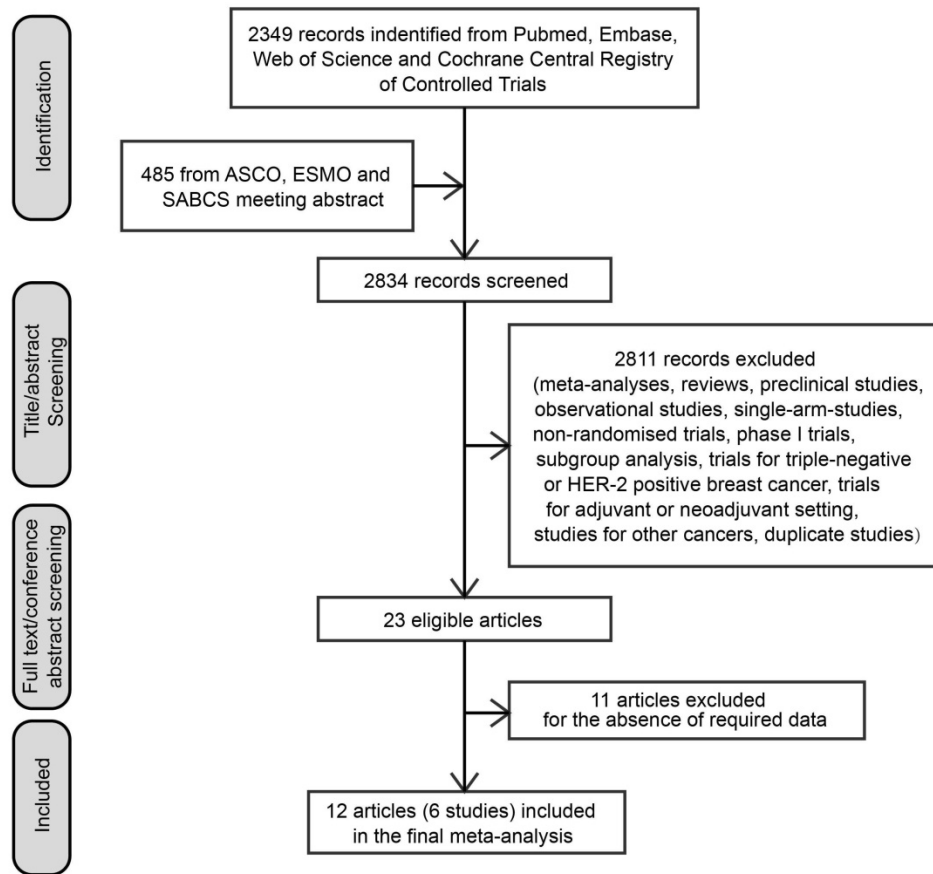 Identification
2349 records indentified from Pubmed, Embase,
Web of Science and Cochrane Central Registry
of Controlled Trials
485 from ASCO, ESMO and
SABCS meeting abstract
Title/abstract
Screening
2834 records screened
2811 records excluded
(meta-analyses, reviews, preclinical studies,
observational studies, single-arm-studies,
non-randomised trials, phase I trials,
subgroup analysis, trials for triple-negative
or HER-2 positive breast cancer, trials
for adjuvant or neoadjuvant setting,
studies for other cancers, duplicate studies)
Full text/conference
abstract screening
23 eligible articles
11 articles excluded
for the absence of required data
Included
12 articles (6 studies) included
in the final meta-analysis